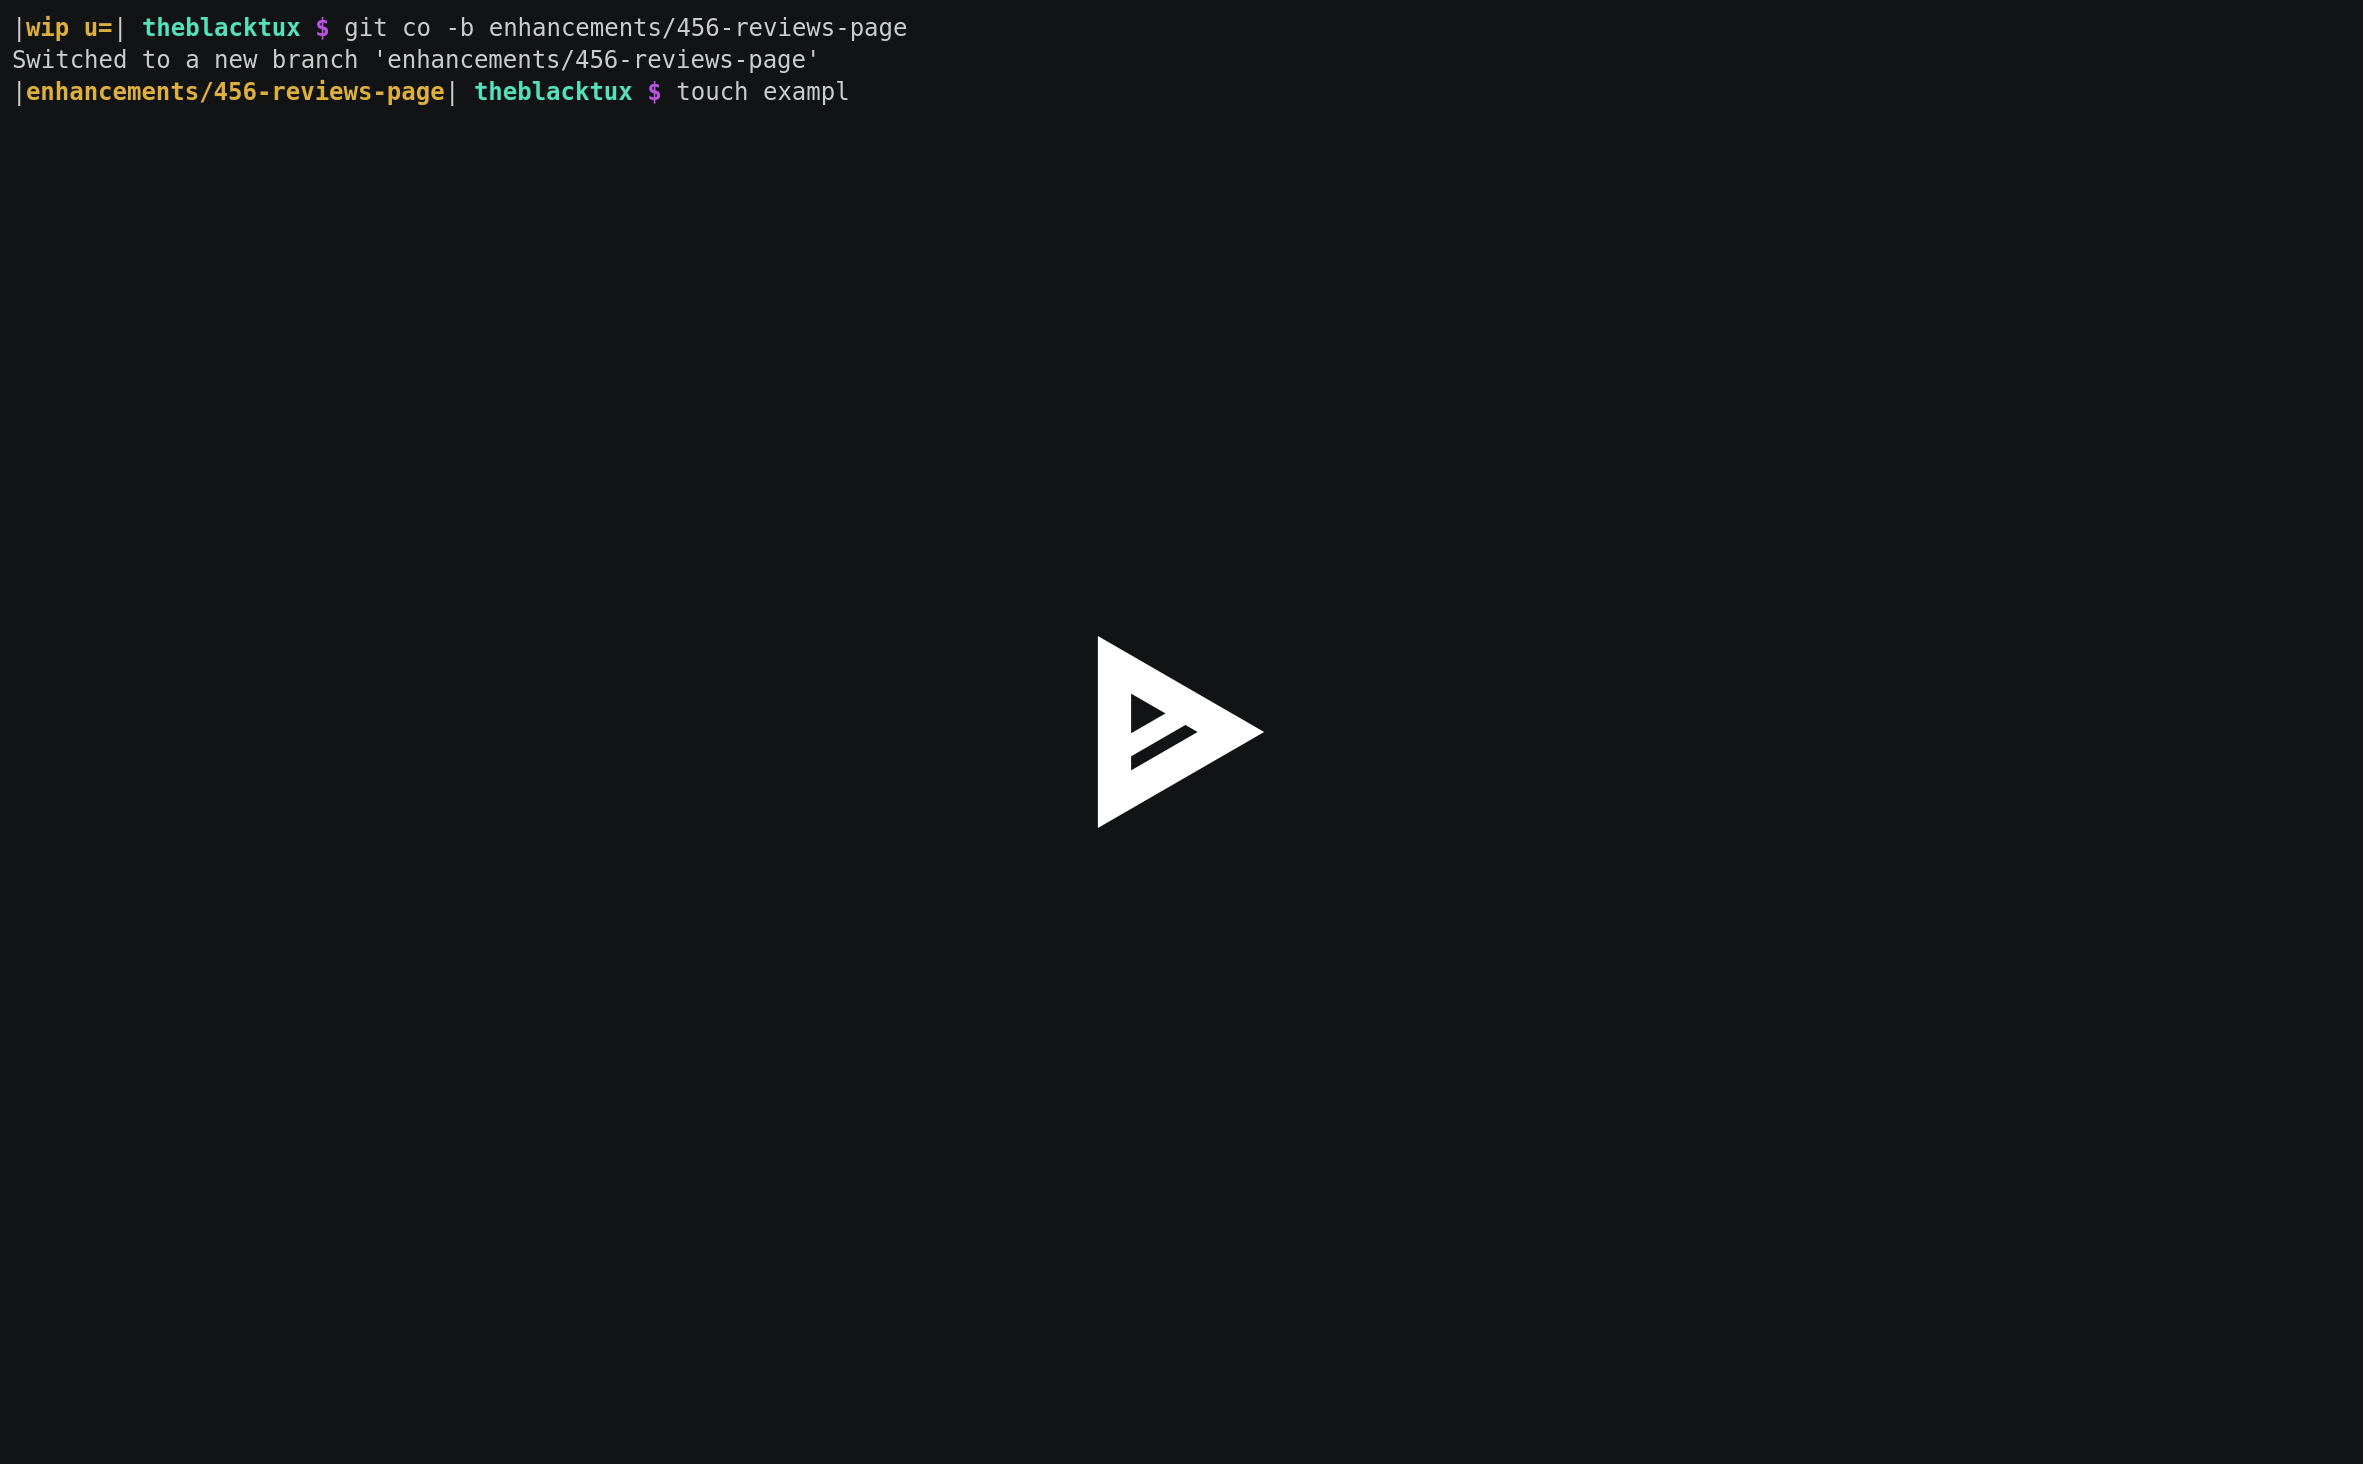 |wip u=| theblacktux $ git co -b enhancements/456-reviews-page
Switched to a new branch 'enhancements/456-reviews-page'
|enhancements/456-reviews-page| theblacktux $ touch exampl